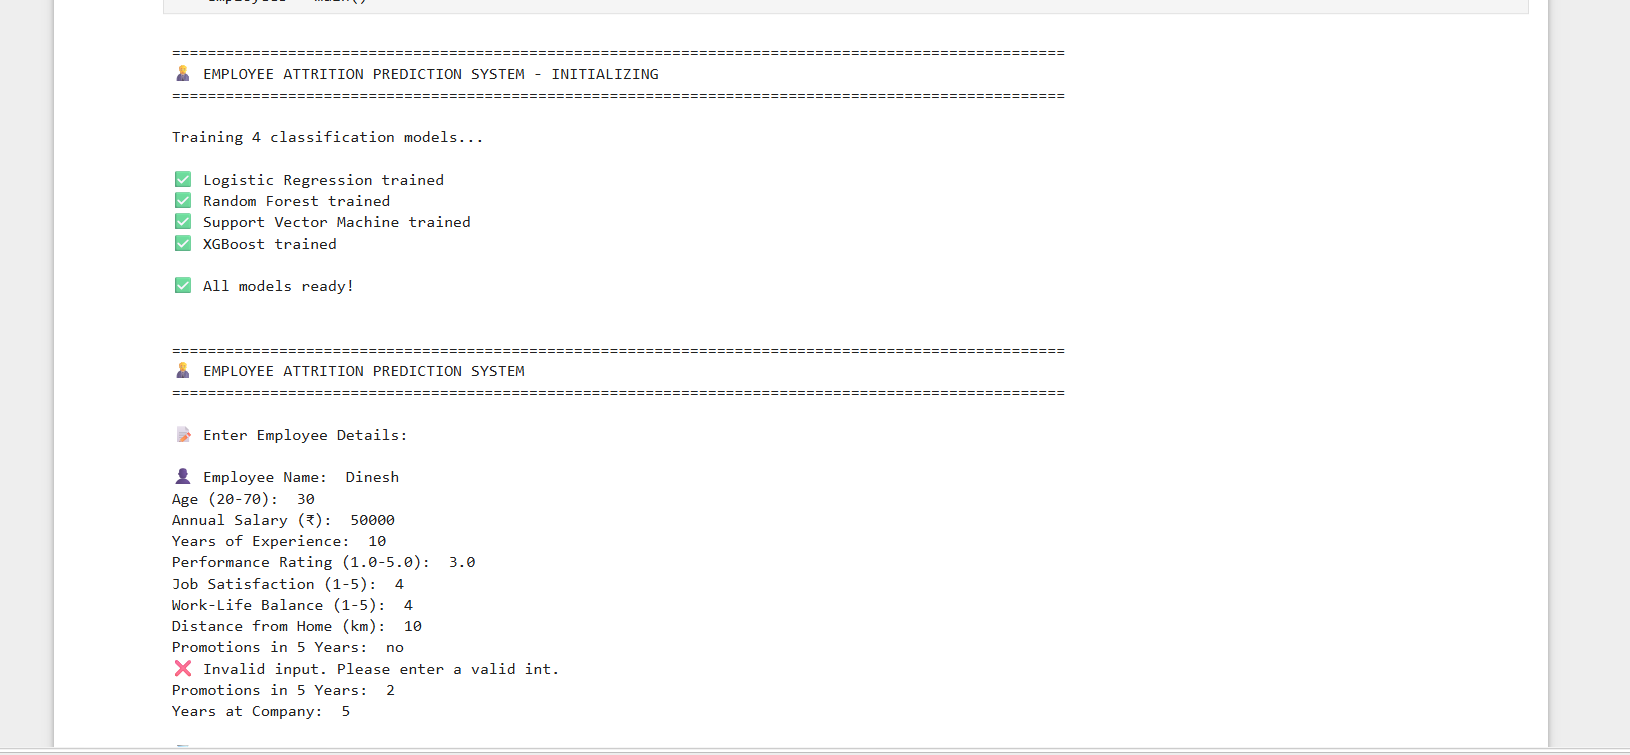 ====================================================================================================
EMPLOYEE ATTRITION PREDICTION SYSTEM - INITIALIZING
====================================================================================================
Training 4 classification models...
✅ Logistic Regression trained
✅ Random Forest trained
✅ Support Vector Machine trained
✅ XGBoost trained
✅ All models ready!
====================================================================================================
EMPLOYEE ATTRITION PREDICTION SYSTEM
====================================================================================================
📝 Enter Employee Details:
👤 Employee Name:  Dinesh
Age (20-70):  30
Annual Salary (₹):  50000
Years of Experience:  10
Performance Rating (1.0-5.0):  3.0
Job Satisfaction (1-5):  4
Work-Life Balance (1-5):  4
Distance from Home (km):  10
Promotions in 5 Years:  no
❌ Invalid input. Please enter a valid int.
Promotions in 5 Years:  2
Years at Company:  5